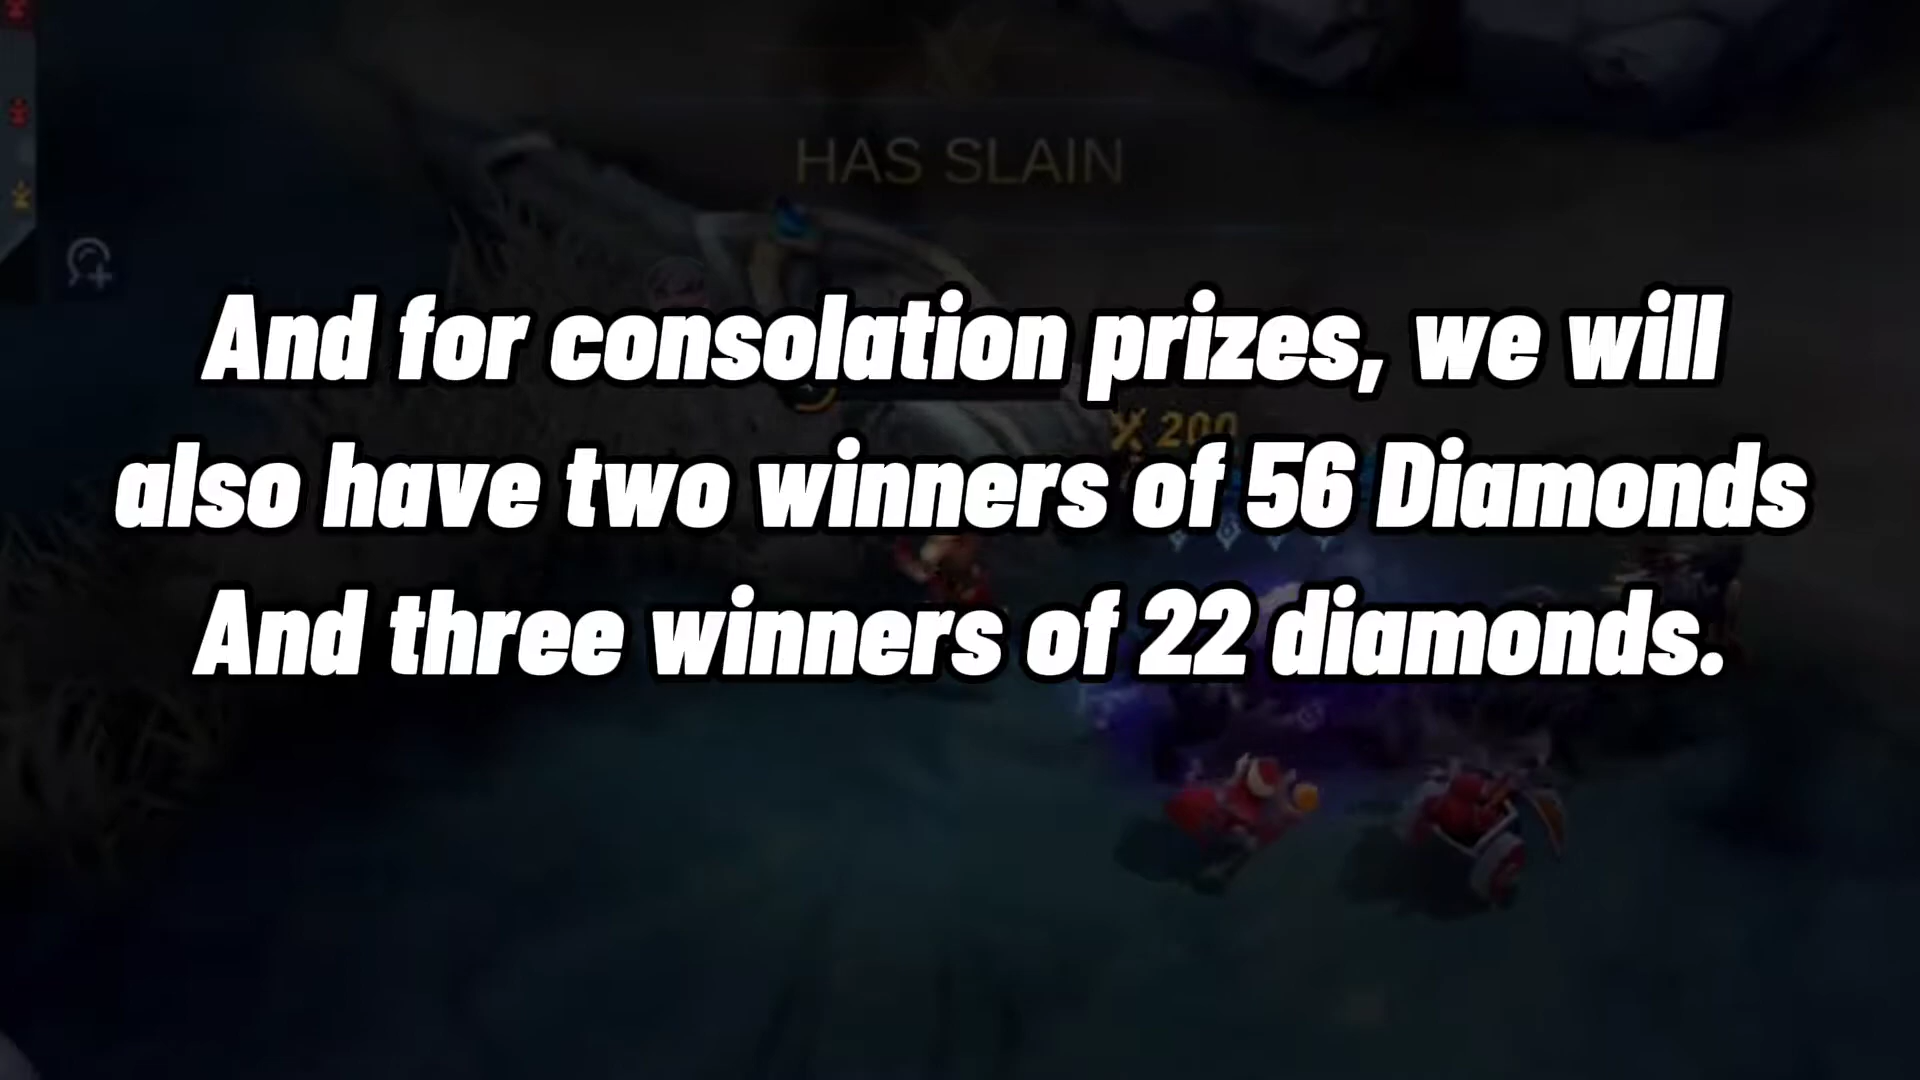 HAS SLAIN
And for consolation prizes, we will
X 200
also have two winners of 56 Diamonds
And three winners of 22 diamonds.